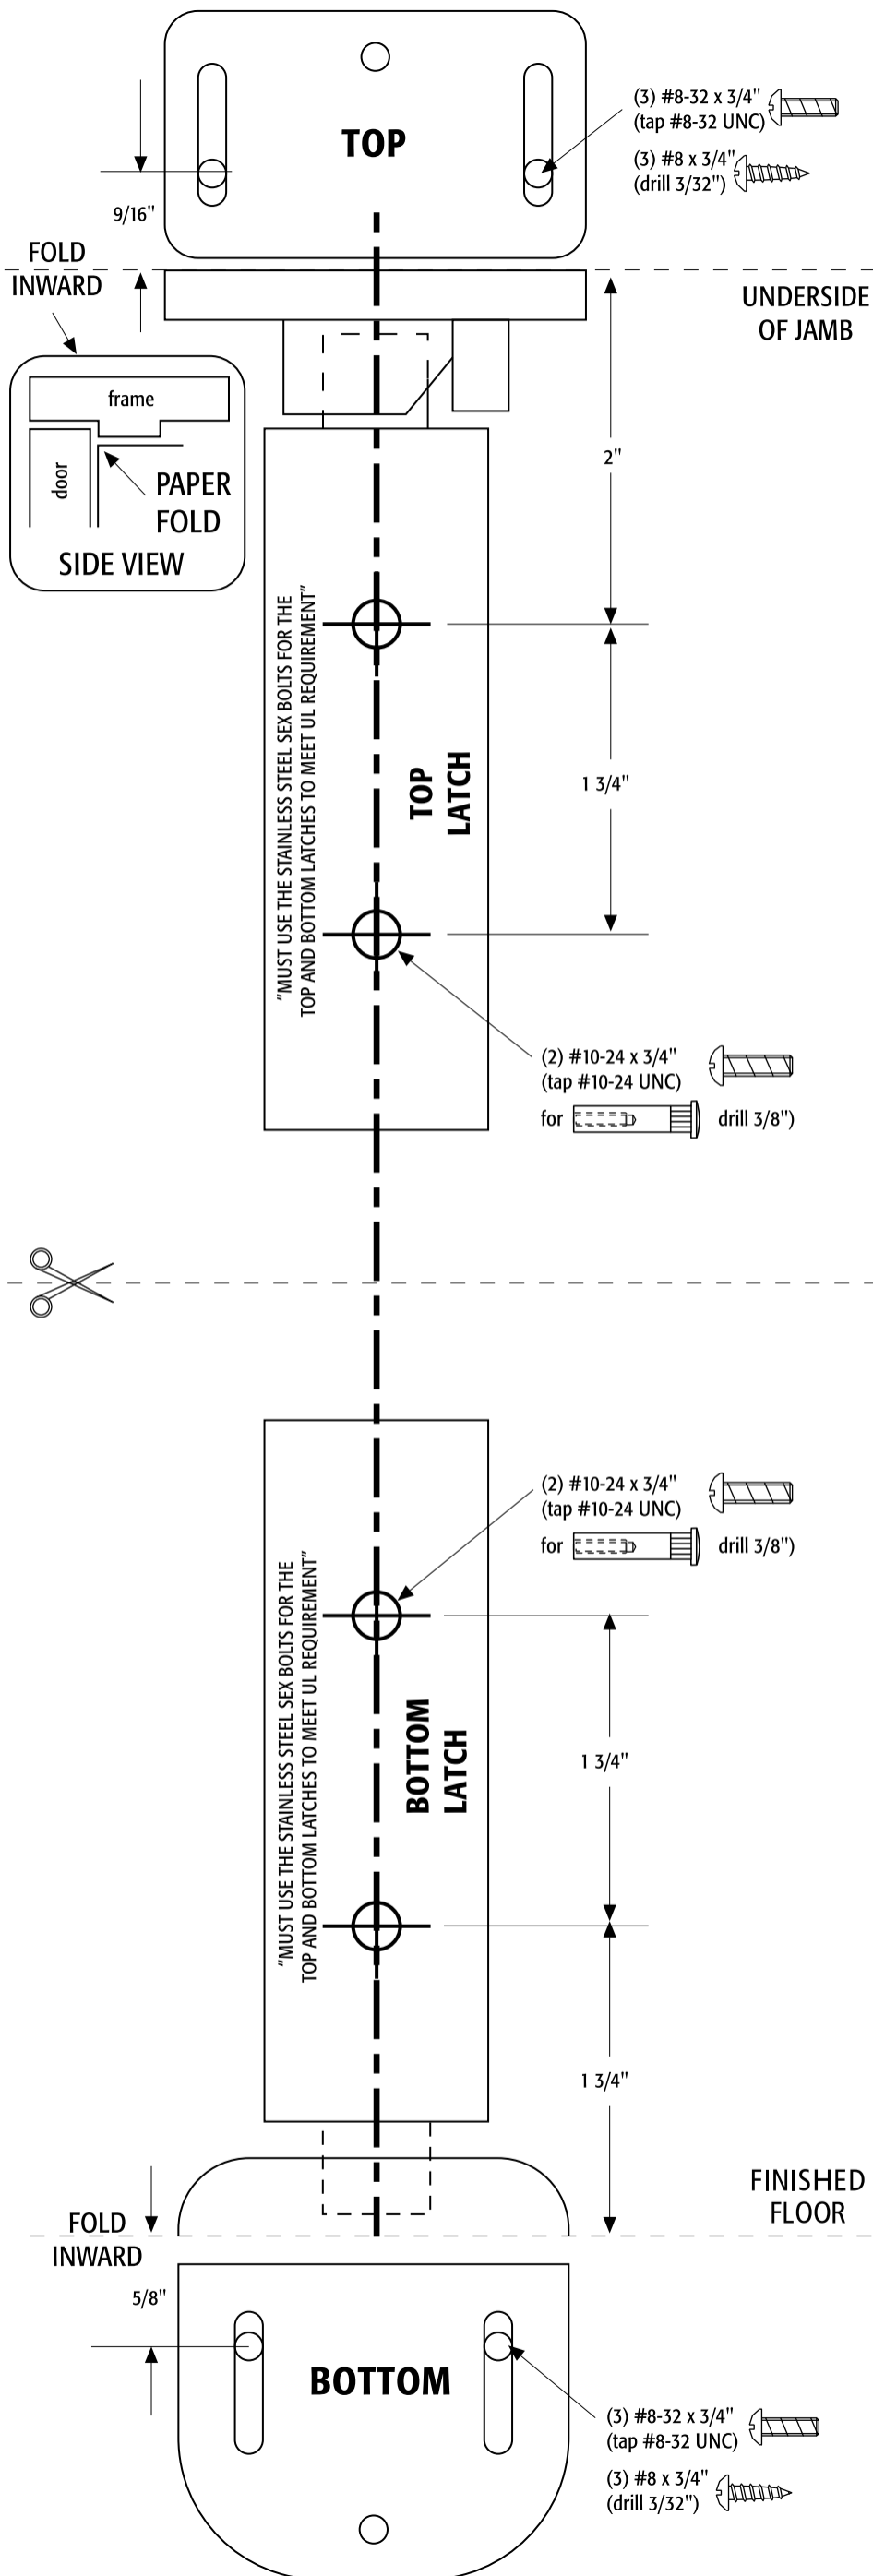 (3) #8-32 x 3/4"
(tap #8-32 UNC)
TOP
(3) #8 x 3/4"
(drill 3/32")
9/16"
FOLD
INWARD
UNDERSIDE
OF JAMB
frame
door
PAPER
FOLD
SIDE VIEW
2"
“MUST USE THE STAINLESS STEEL SEX BOLTS FOR THE
TOP AND BOTTOM LATCHES TO MEET UL REQUIREMENT”
TOP
LATCH
1 3/4"
(2) #10-24 x 3/4"
(tap #10-24 UNC)
for drill 3/8")
(2) #10-24 x 3/4"
(tap #10-24 UNC)
for drill 3/8")
“MUST USE THE STAINLESS STEEL SEX BOLTS FOR THE
TOP AND BOTTOM LATCHES TO MEET UL REQUIREMENT”
BOTTOM
LATCH
1 3/4"
1 3/4"
FINISHED
FLOOR
FOLD
INWARD
5/8"
BOTTOM
(3) #8-32 x 3/4"
(tap #8-32 UNC)
(3) #8 x 3/4"
(drill 3/32")